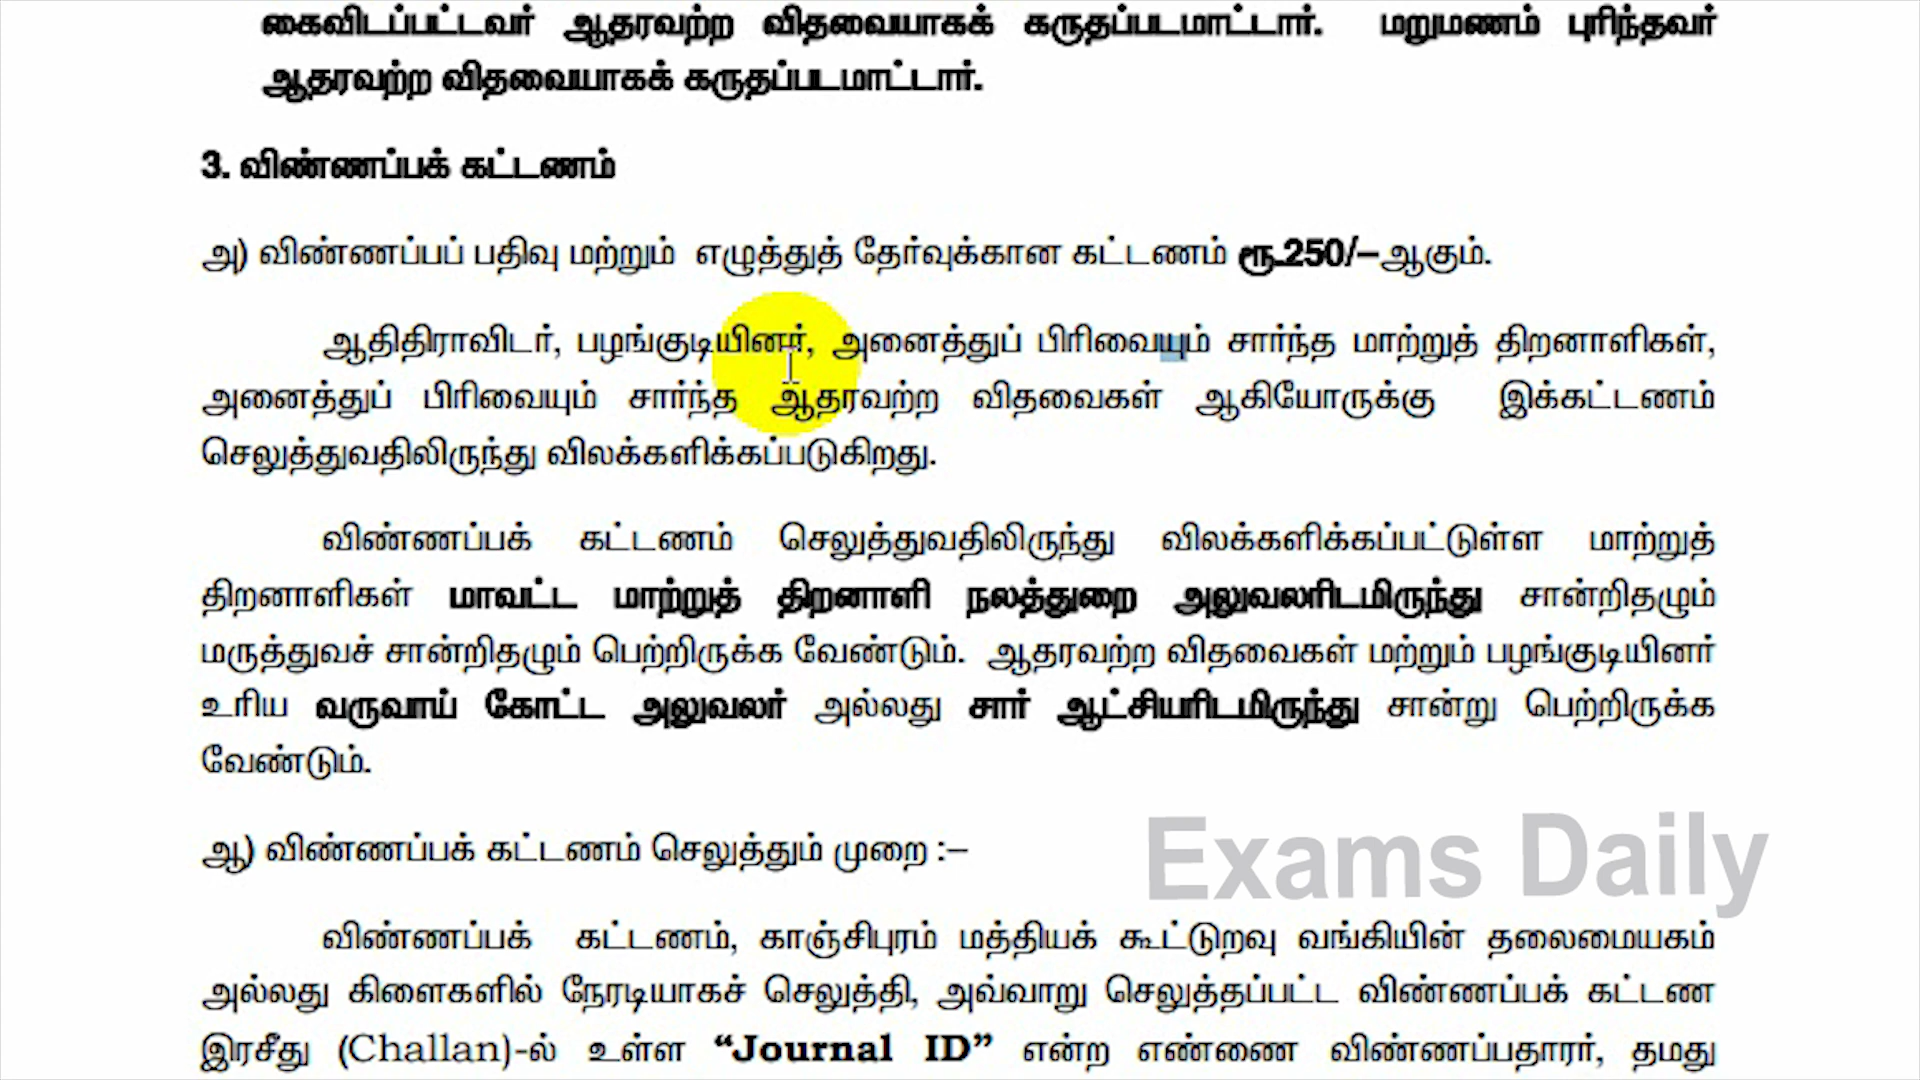 கைவிடப்பட்டவர் ஆதரவற்ற விதவையாகக் கருதப்படமாட்டார். மறுமணம் புரிந்தவர்
ஆதரவற்ற விதவையாகக் கருதப்படமாட்டார்.
3. விண்ணப்பக் கட்டணம்
அ) விண்ணப்பப் பதிவு மற்றும் எழுத்துத் தேர்வுக்கான கட்டணம் ரூ.250/–ஆகும்.
ஆதிதிராவிடர், பழங்குடியினர், அனைத்துப் பிரிவையும் சார்ந்த மாற்றுத் திறனாளிகள்,
அனைத்துப் பிரிவையும் சார்ந்த ஆதரவற்ற விதவைகள் ஆகியோருக்கு இக்கட்டணம்
செலுத்துவதிலிருந்து விலக்களிக்கப்படுகிறது.
விண்ணப்பக் கட்டணம் செலுத்துவதிலிருந்து விலக்களிக்கப்பட்டுள்ள மாற்றுத்
திறனாளிகள் மாவட்ட மாற்றுத் திறனாளி நலத்துறை அலுவலரிடமிருந்து சான்றிதழும்
மருத்துவச் சான்றிதழும் பெற்றிருக்க வேண்டும். ஆதரவற்ற விதவைகள் மற்றும் பழங்குடியினர்
உரிய வருவாய் கோட்ட அலுவலர் அல்லது சார் ஆட்சியரிடமிருந்து சான்று பெற்றிருக்க
வேண்டும்.
ஆ) விண்ணப்பக் கட்டணம் செலுத்தும் முறை :–
Exams Daily
விண்ணப்பக் கட்டணம், காஞ்சிபுரம் மத்தியக் கூட்டுறவு வங்கியின் தலைமையகம்
அல்லது கிளைகளில் நேரடியாகச் செலுத்தி, அவ்வாறு செலுத்தப்பட்ட விண்ணப்பக் கட்டண
இரசீது (Challan)-ல் உள்ள “Journal ID” என்ற எண்ணை விண்ணப்பதாரர், தமது